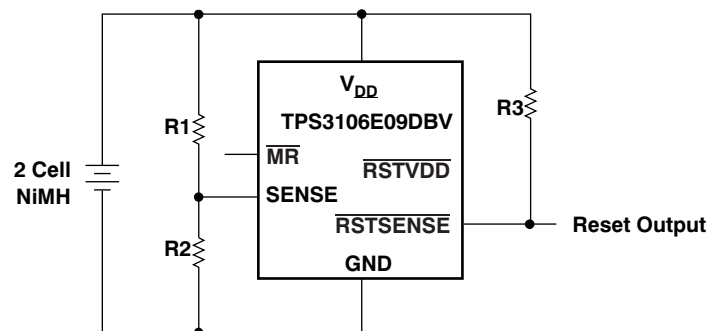 V_DD
TPS3106E09DBV
R3
R1
MR
RSTVDD
2 Cell
NiMH
SENSE
RSTSENSE
Reset Output
R2
GND